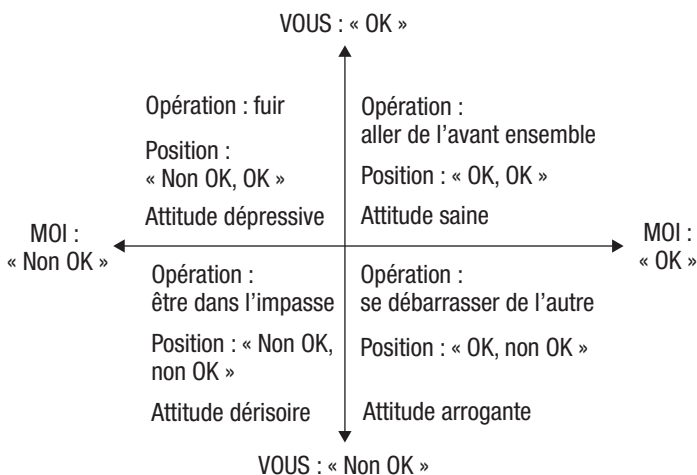 VOUS : « OK »
Opération : fuir
Position :
« Non OK, OK »
Attitude dépressive
Opération :
aller de l’avant ensemble
Position : « OK, OK »
Attitude saine
MOI :
« Non OK »
MOI :
« OK »
Opération :
être dans l’impasse
Position : « Non OK,
non OK »
Attitude dérisoire
Opération :
se débarrasser de l’autre
Position : « OK, non OK »
Attitude arrogante
VOUS : « Non OK »